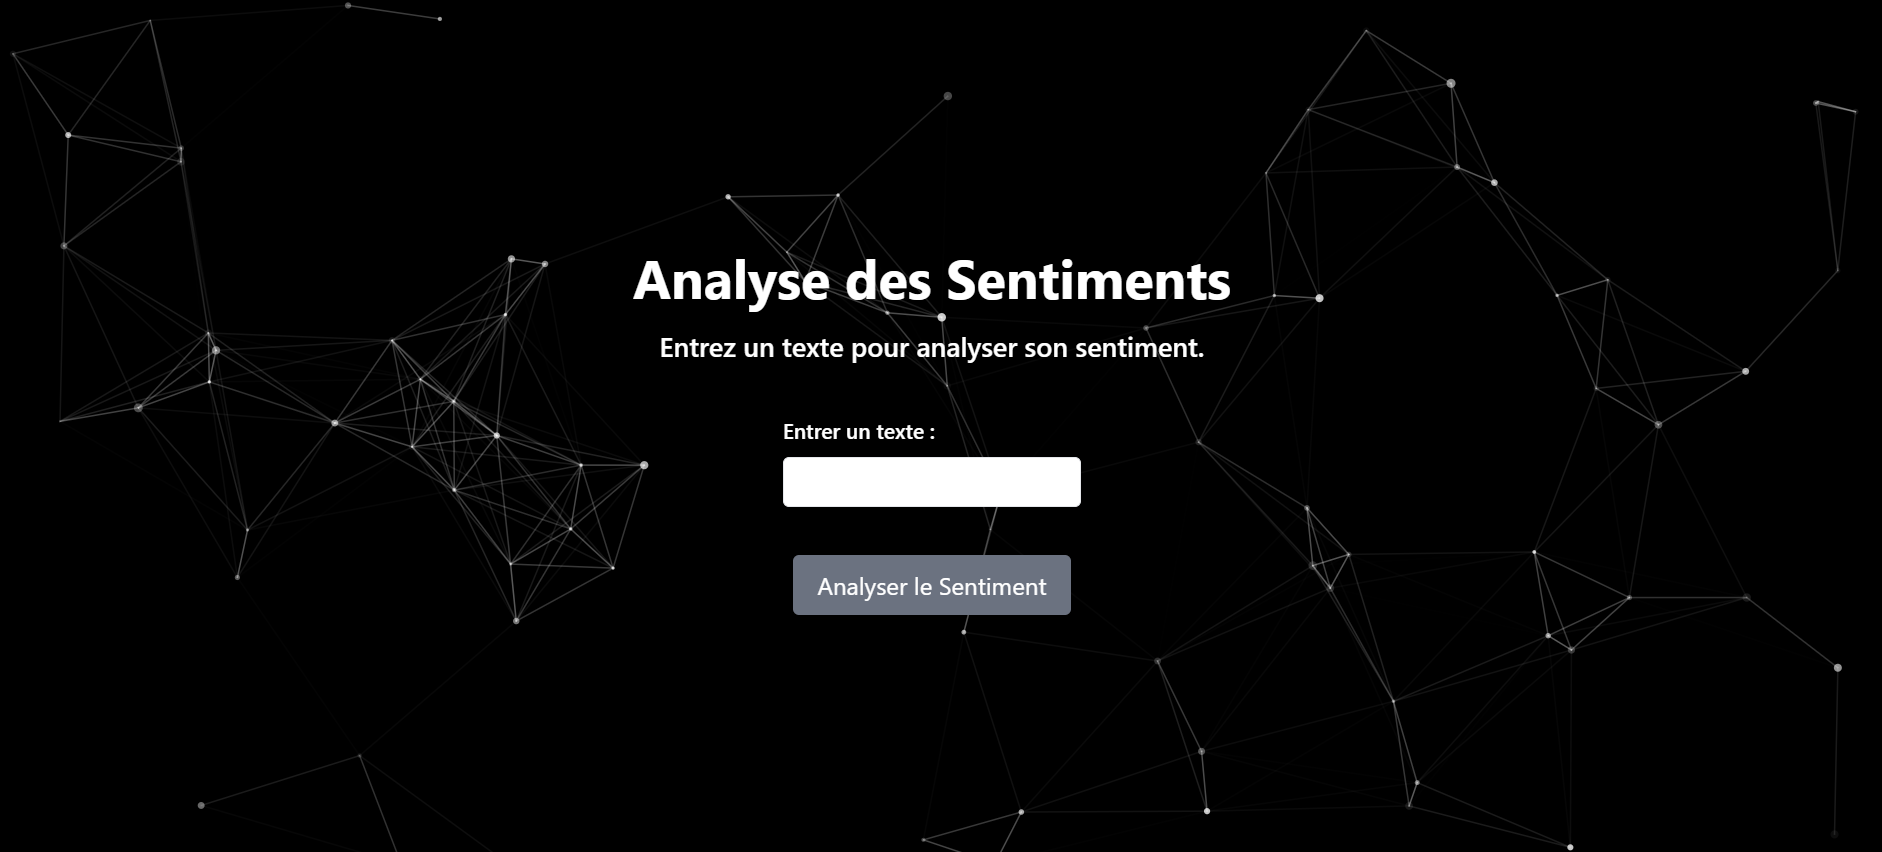 Analyse des Sentiments
Entrez un texte pour analyser son sentiment.
Entrer un texte :
Analyser le Sentiment